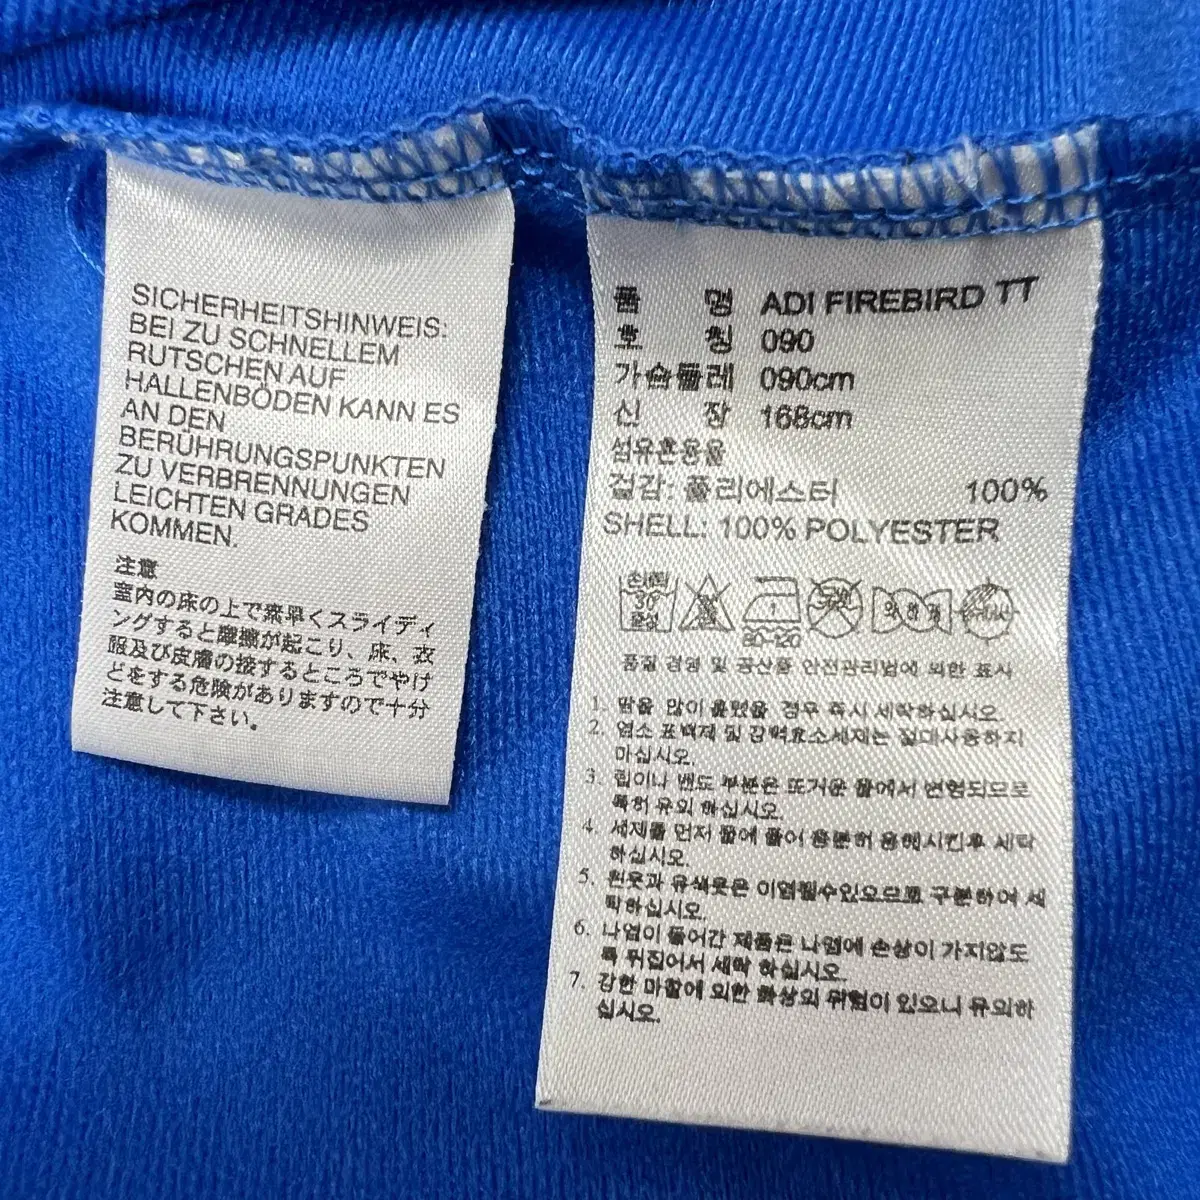 SICHERHEITSHINWEIS:
BEI ZU SCHNELLEM
RUTSCHEN AUF
HALLENBÖDEN KANN ES
AN DEN
BERÜHRUNGSPUNKTEN
ZU VERBRENNUNGEN
LEICHTEN GRADES
KOMMEN.
注意
室内の床の上で素早くスライディ
ングすると摩擦が起こり、床、衣
服及び皮膚の接するところでやけ
どをする危険がありますので十分
注意して下さい。
품 명 ADI FIREBIRD TT
호 칭 090
가슴둘레 090cm
신 장 168cm
섬유혼용율
겉감: 폴리에스터 100%
SHELL: 100% POLYESTER
손세탁
30°
중성
1
80-120
약하게
품질 경영 및 공산품 안전관리법에 의한 표시
1. 땀을 많이 흘렸을 경우 즉시 세탁하십시오.
2. 염소 표백제 및 강력효소세제는 절대사용하지
마십시오.
3. 립이나 밴드 부분은 뜨거운 물에서 변형되므로
특히 유의 하십시오.
4. 세제를 먼저 물에 풀어 충분히 용해시킨후 세탁
하십시오.
5. 흰옷과 유색옷은 이염될수있으므로 구분하여 세
탁하십시오.
6. 나염이 들어간 제품은 나염에 손상이 가지않도
록 뒤집어서 세탁 하십시오.
7. 강한 마찰에 의한 화상의 위험이 있으니 유의하
십시오.